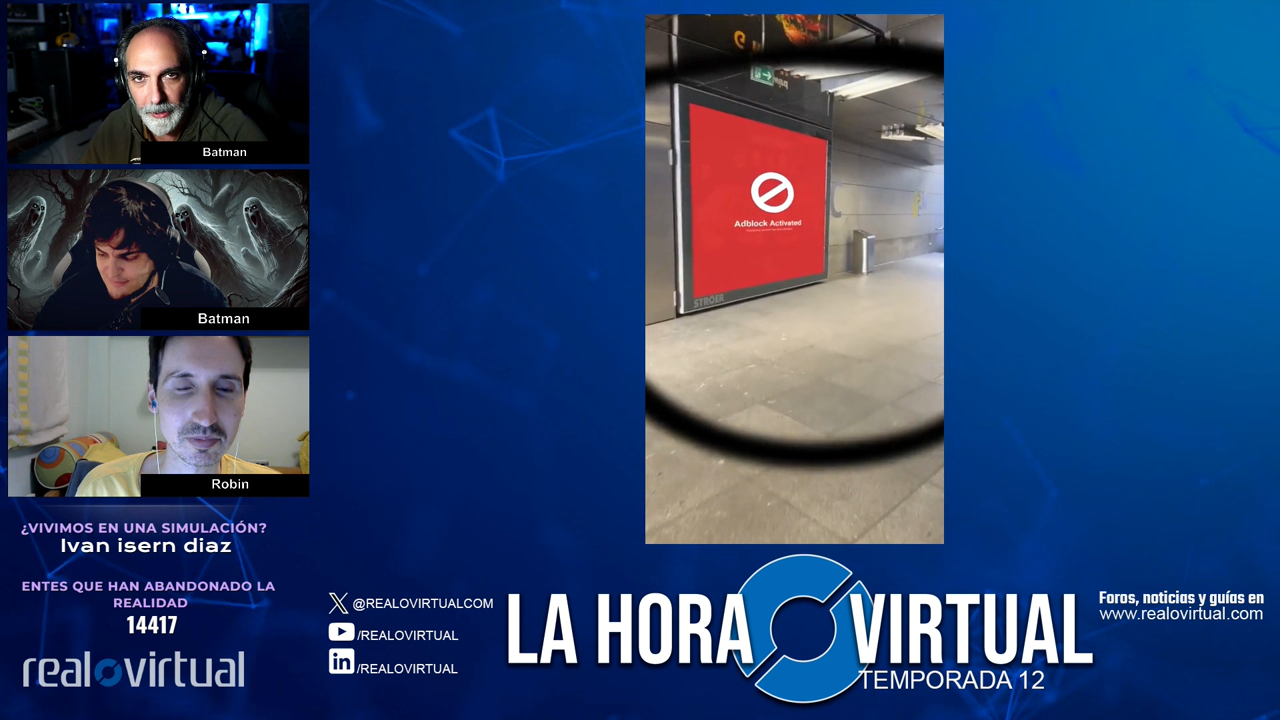 Batman
Batman
Robin
¿VIVIMOS EN UNA SIMULACIÓN?
Ivan isern diaz
ENTES QUE HAN ABANDONADO LA
REALIDAD
14417
realovirtual
Adblock Activated
STRÖER
@REALOVIRTUALCOM
/REALOVIRTUAL
/REALOVIRTUAL
LA HORA VIRTUAL
TEMPORADA 12
Foros, noticias y guías en
www.realovirtual.com